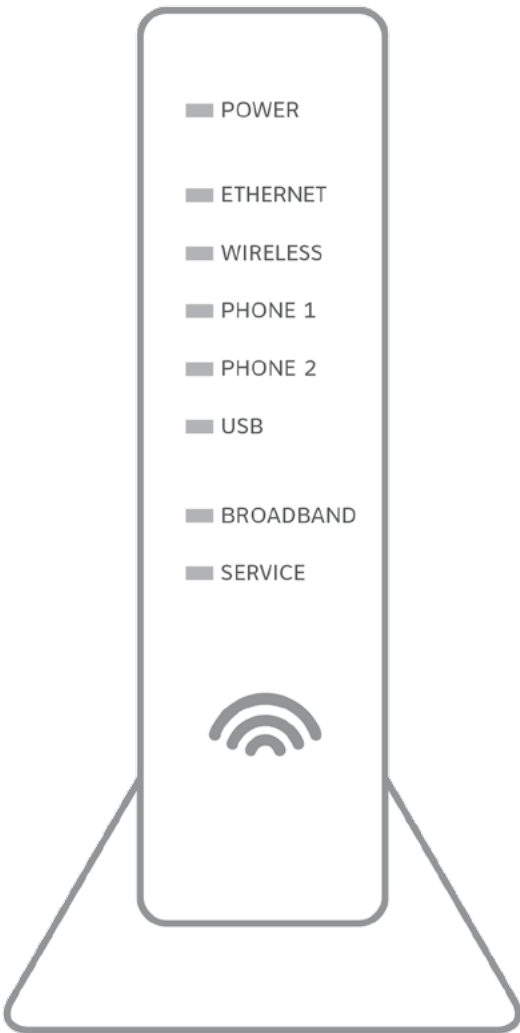 POWER
ETHERNET
WIRELESS
PHONE 1
PHONE 2
USB
BROADBAND
SERVICE